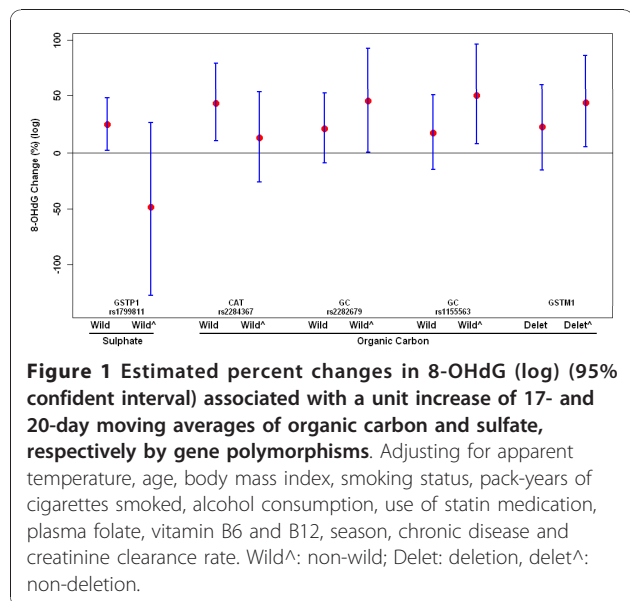 100
50
0
-50
-100
8-OHdG Change (%) (log)
GSTP1
rs1799811
CAT
rs2284367
GC
rs2282679
GC
rs1155563
GSTM1
Wild Wild^ Wild Wild^ Wild Wild^ Wild Wild^ Delet Delet^
Sulphate Organic Carbon
Figure 1 Estimated percent changes in 8-OHdG (log) (95%
confident interval) associated with a unit increase of 17- and
20-day moving averages of organic carbon and sulfate,
respectively by gene polymorphisms. Adjusting for apparent
temperature, age, body mass index, smoking status, pack-years of
cigarettes smoked, alcohol consumption, use of statin medication,
plasma folate, vitamin B6 and B12, season, chronic disease and
creatinine clearance rate. Wild^: non-wild; Delet: deletion, delet^:
non-deletion.